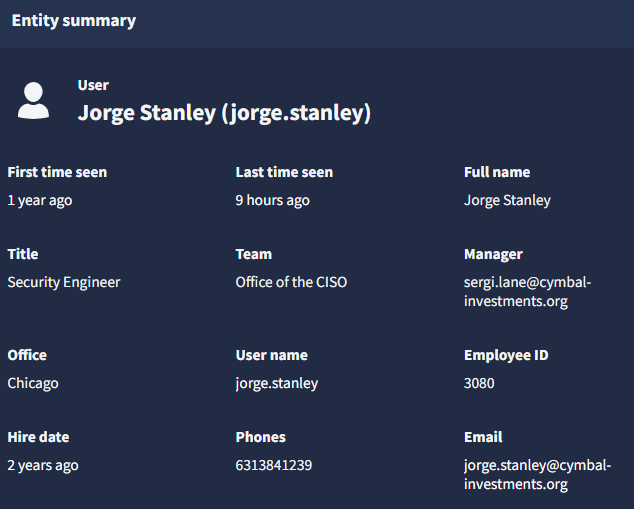 Entity summary
User
Jorge Stanley (jorge.stanley)
First time seen
Last time seen
Full name
1 year ago
9 hours ago
Jorge Stanley
Title
Team
Manager
Security Engineer
Office of the CISO
sergi.lane@cymbal-
investments.org
Office
User name
Employee ID
Chicago
jorge.stanley
3080
Hire date
Phones
Email
2 years ago
6313841239
jorge.stanley@cymbal-
investments.org